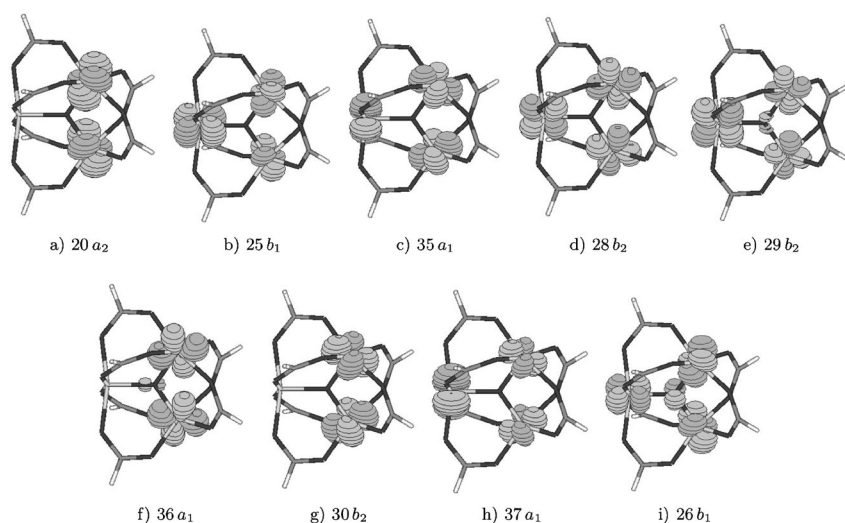 a) 20 a₂
b) 25 b₁
c) 35 a₁
d) 28 b₂
e) 29 b₂
f) 36 a₁
g) 30 b₂
h) 37 a₁
i) 26 b₁